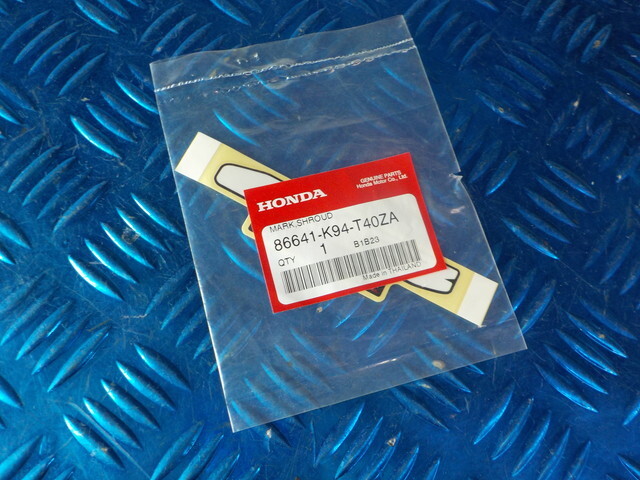 HONDA
GENUINE PARTS
Honda Motor Co., Ltd.
MARK,SHROUD
86641-K94-T40ZA
QTY 1 B1B23
Made in THAILAND